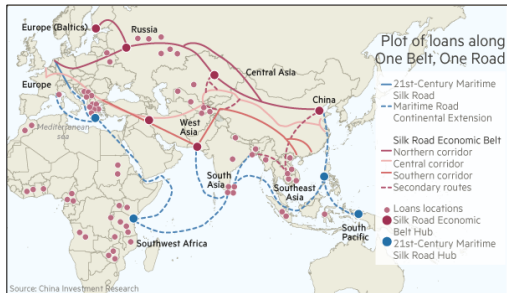 Plot of loans along
One Belt, One Road
21st-Century Maritime
Silk Road
Maritime Road
Continental Extension
Silk Road Economic Belt
Northern corridor
Central corridor
Southern corridor
Secondary routes
Loans locations
Silk Road Economic
Belt Hub
21st-Century Maritime
Silk Road Hub
Europe (Baltics)
Russia
Central Asia
Europe
China
Mediterranean
sea
West
Asia
South
Asia
Southeast
Asia
South
Pacific
Southwest Africa
Source: China Investment Research